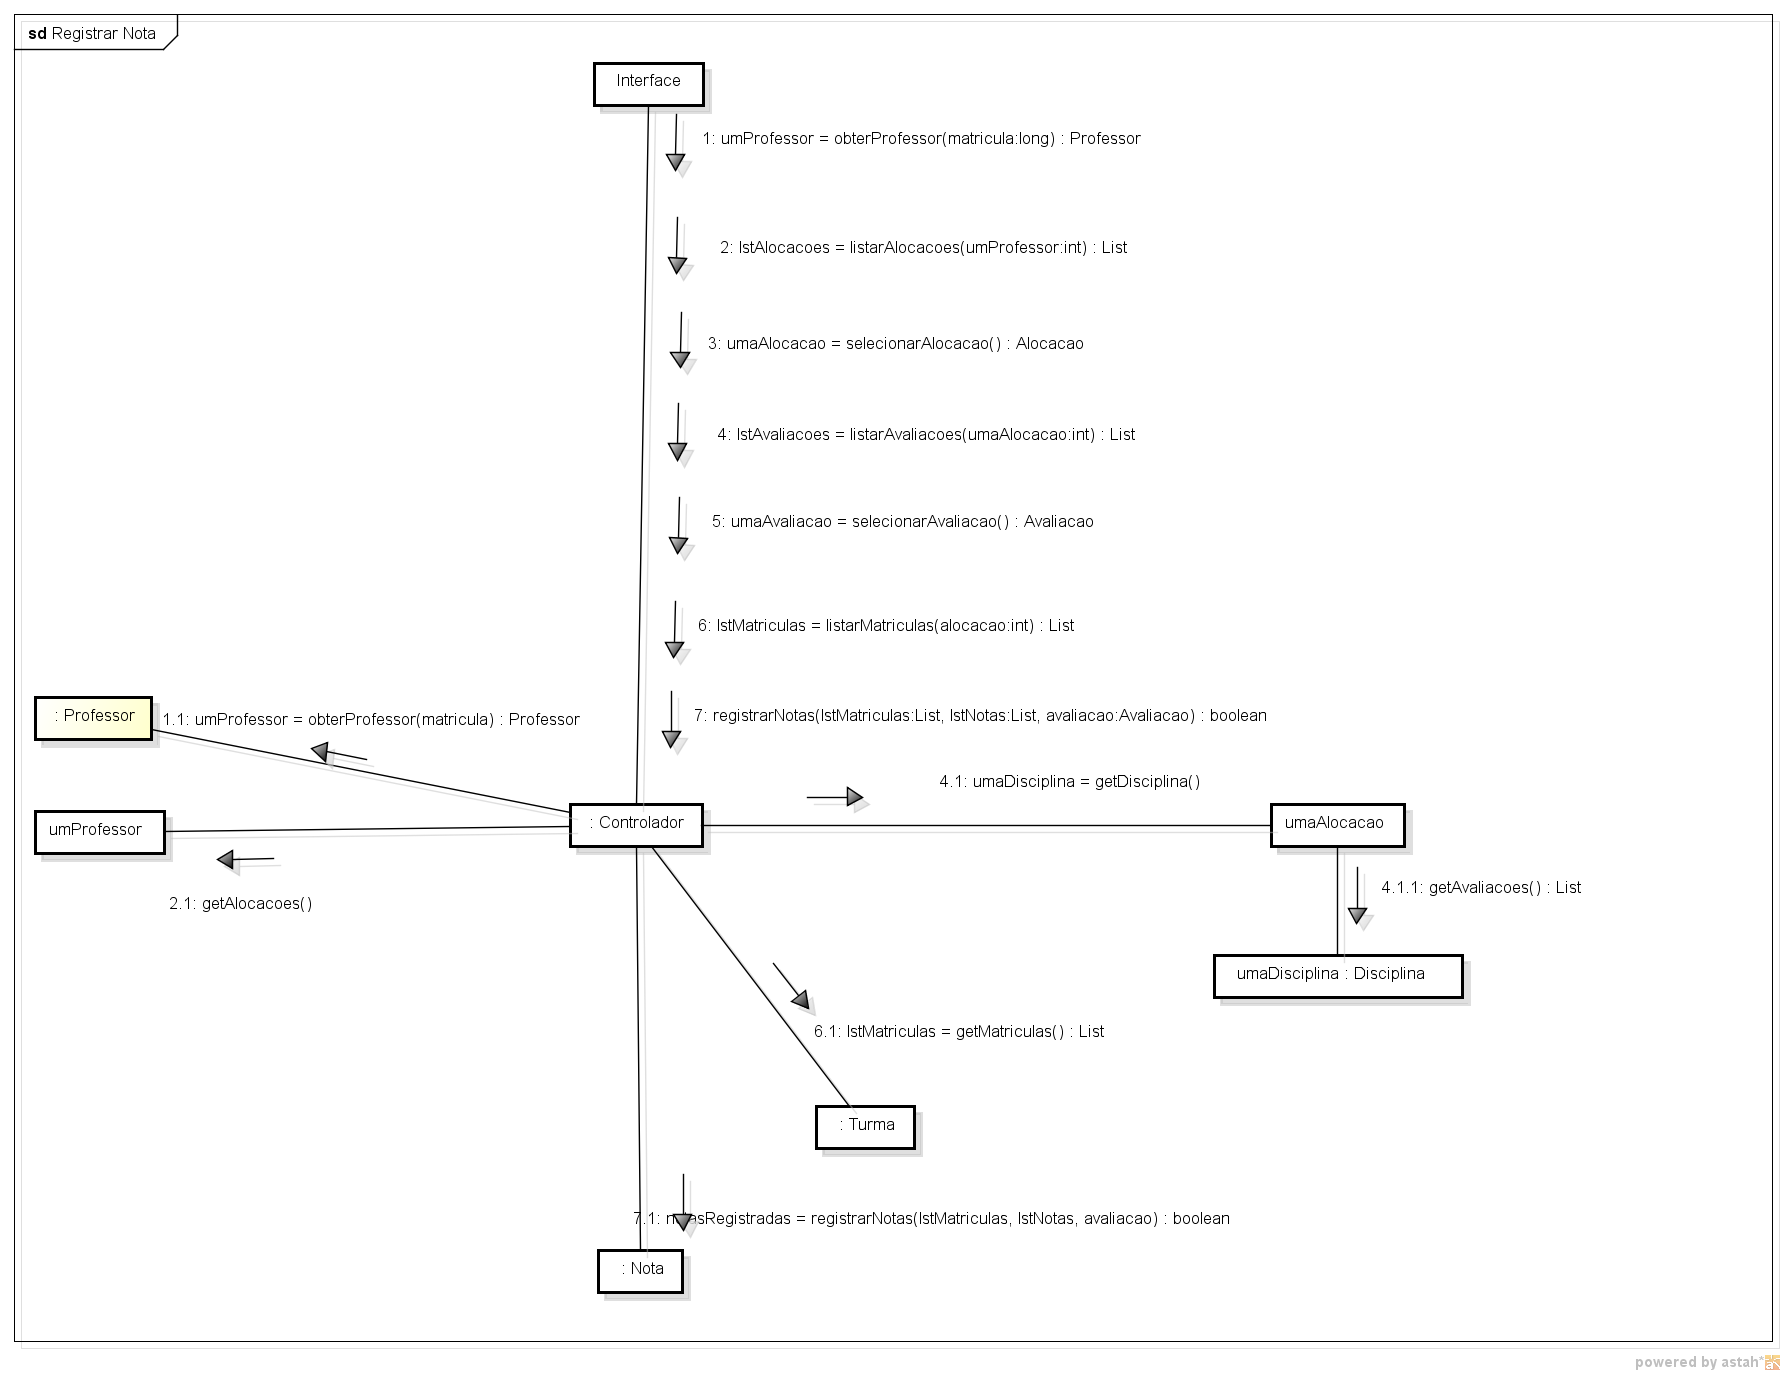 sd Registrar Nota
Interface
1: umProfessor = obterProfessor(matricula:long) : Professor
2: lstAlocacoes = listarAlocacoes(umProfessor:int) : List
3: umaAlocacao = selecionarAlocacao() : Alocacao
4: lstAvaliacoes = listarAvaliacoes(umaAlocacao:int) : List
5: umaAvaliacao = selecionarAvaliacao() : Avaliacao
6: lstMatriculas = listarMatriculas(alocacao:int) : List
: Professor
1.1: umProfessor = obterProfessor(matricula) : Professor
7: registrarNotas(lstMatriculas:List, lstNotas:List, avaliacao:Avaliacao) : boolean
4.1: umaDisciplina = getDisciplina()
umProfessor
: Controlador
umaAlocacao
2.1: getAlocacoes()
4.1.1: getAvaliacoes() : List
umaDisciplina : Disciplina
6.1: lstMatriculas = getMatriculas() : List
: Turma
7.1: notasRegistradas = registrarNotas(lstMatriculas, lstNotas, avaliacao) : boolean
: Nota
powered by astah*